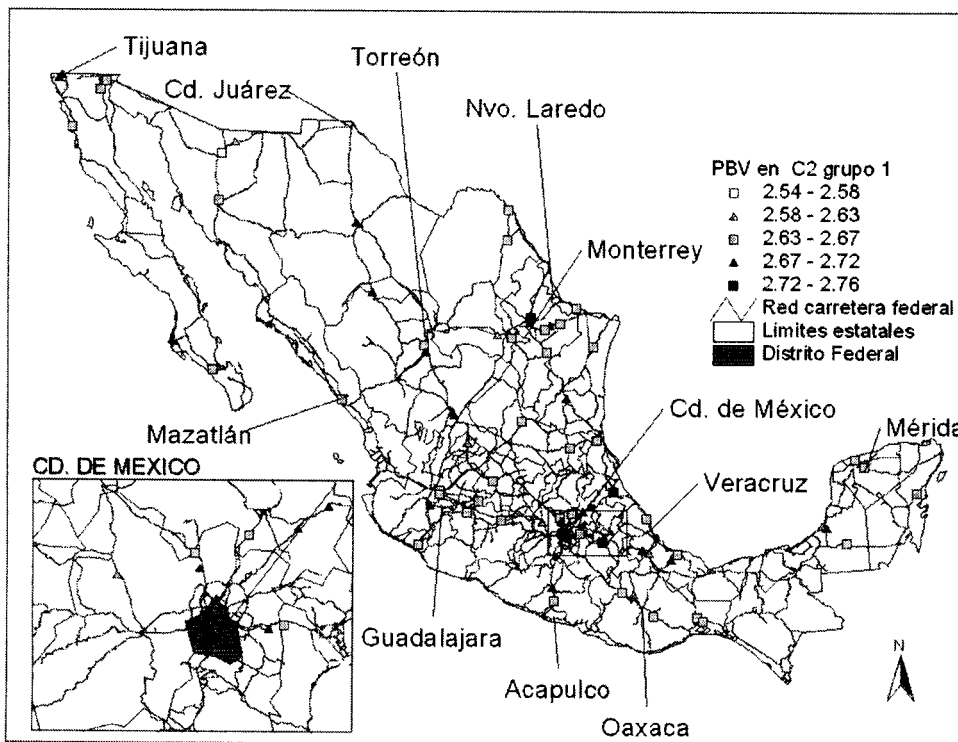 Tijuana
Torreón
Cd. Juárez
Nvo. Laredo
PBV en C2 grupo 1
2.54 - 2.58
2.58 - 2.63
2.63 - 2.67
2.67 - 2.72
2.72 - 2.76
Red carretera federal
Límites estatales
Distrito Federal
Monterrey
Cd. de México
Mazatlán
Mérida
CD. DE MEXICO
Veracruz
Guadalajara
Acapulco
Oaxaca
N